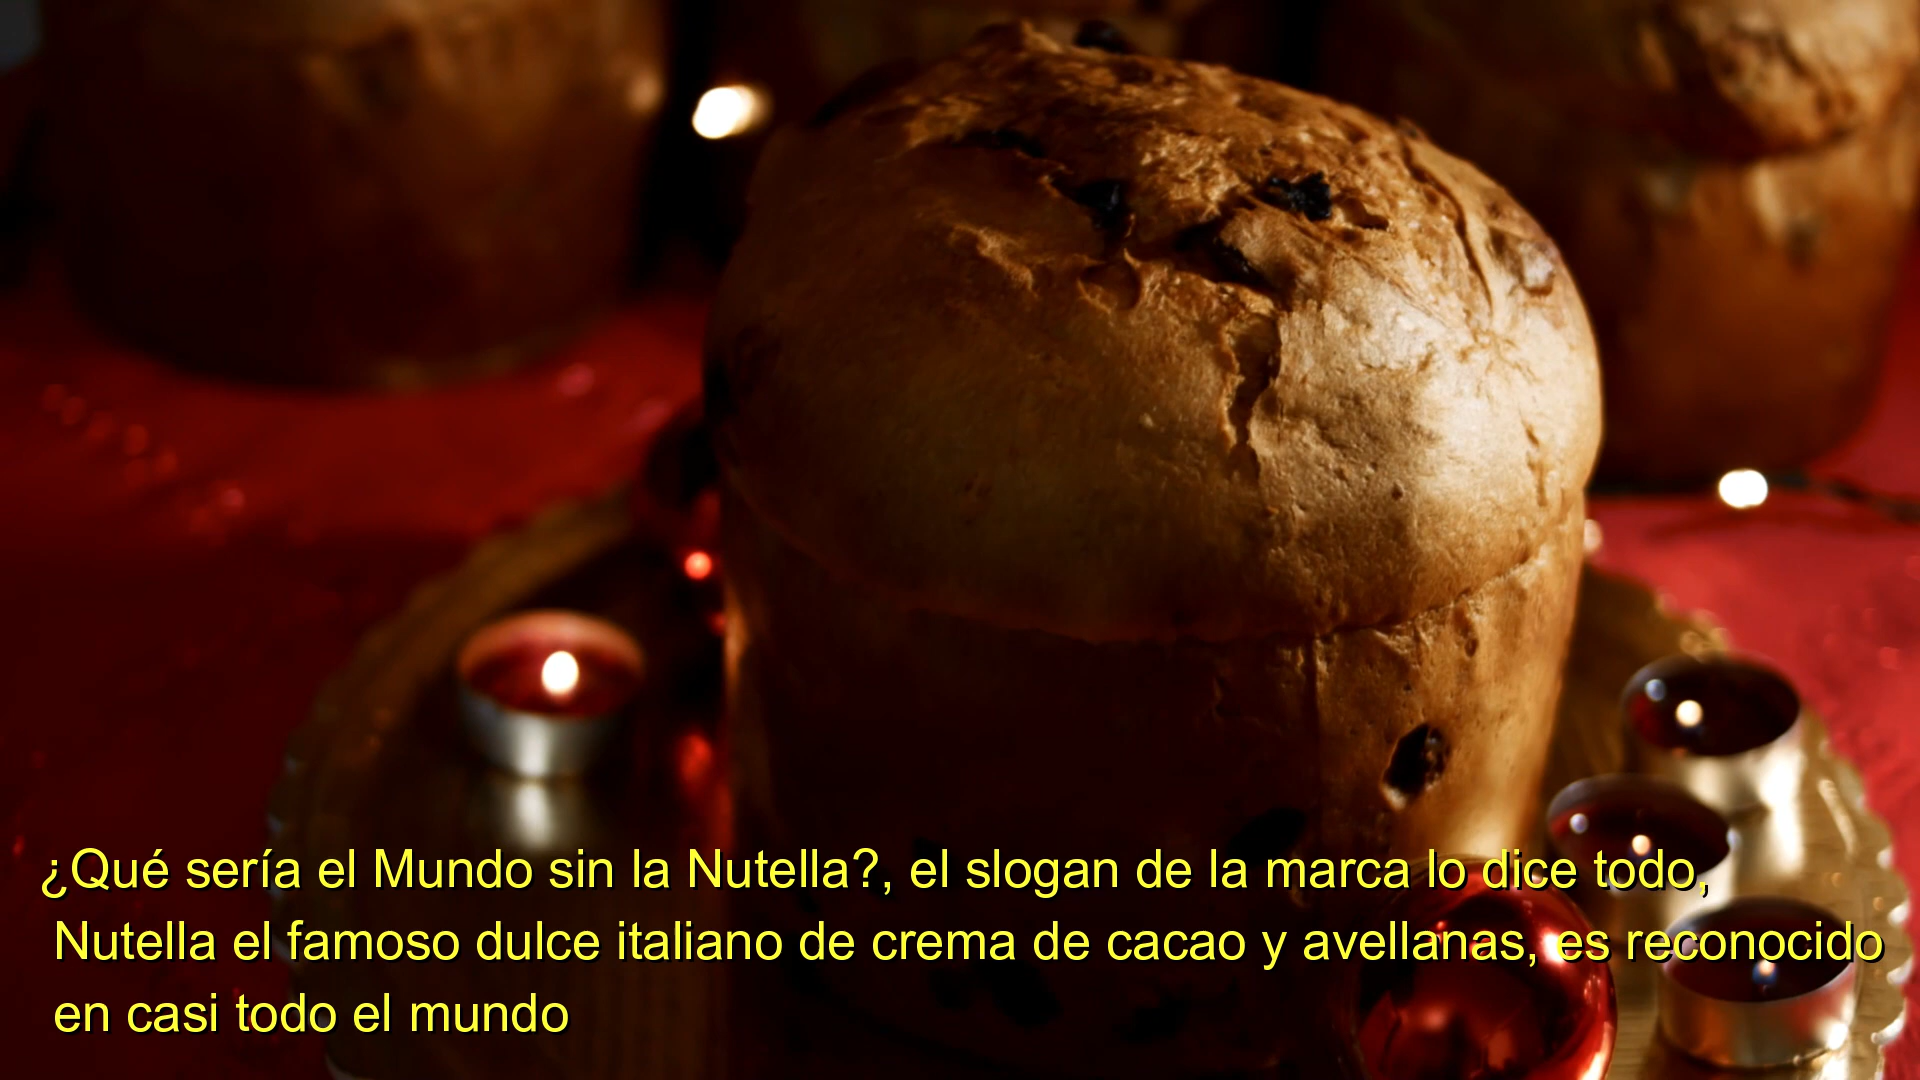 ¿Qué sería el Mundo sin la Nutella?, el slogan de la marca lo dice todo,
Nutella el famoso dulce italiano de crema de cacao y avellanas, es reconocido
en casi todo el mundo